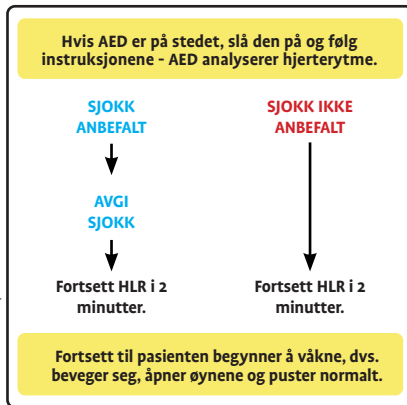 Hvis AED er på stedet, slå den på og følg
instruksjonene - AED analyserer hjerterytme.
SJOKK
ANBEFALT
AVGI
SJOKK
Fortsett HLR i 2
minutter.
SJOKK IKKE
ANBEFALT
Fortsett HLR i 2
minutter.
Fortsett til pasienten begynner å våkne, dvs.
beveger seg, åpner øynene og puster normalt.